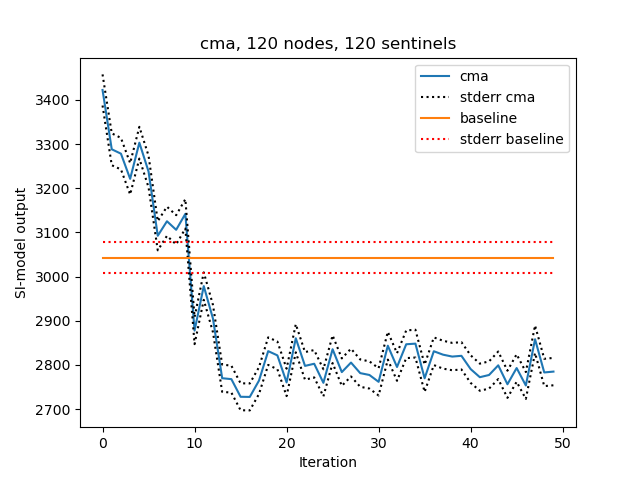 cma, 120 nodes, 120 sentinels
cma
stderr cma
baseline
stderr baseline
SI-model output
3400
3300
3200
3100
3000
2900
2800
2700
0 10 20 30 40 50
Iteration